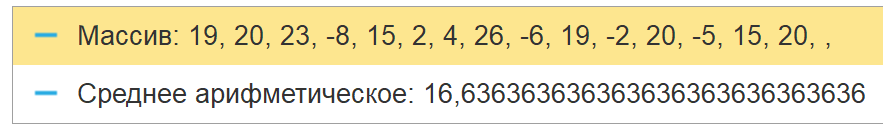 Массив: 19, 20, 23, -8, 15, 2, 4, 26, -6, 19, -2, 20, -5, 15, 20, ,
Среднее арифметическое: 16,636363636363636363636363636